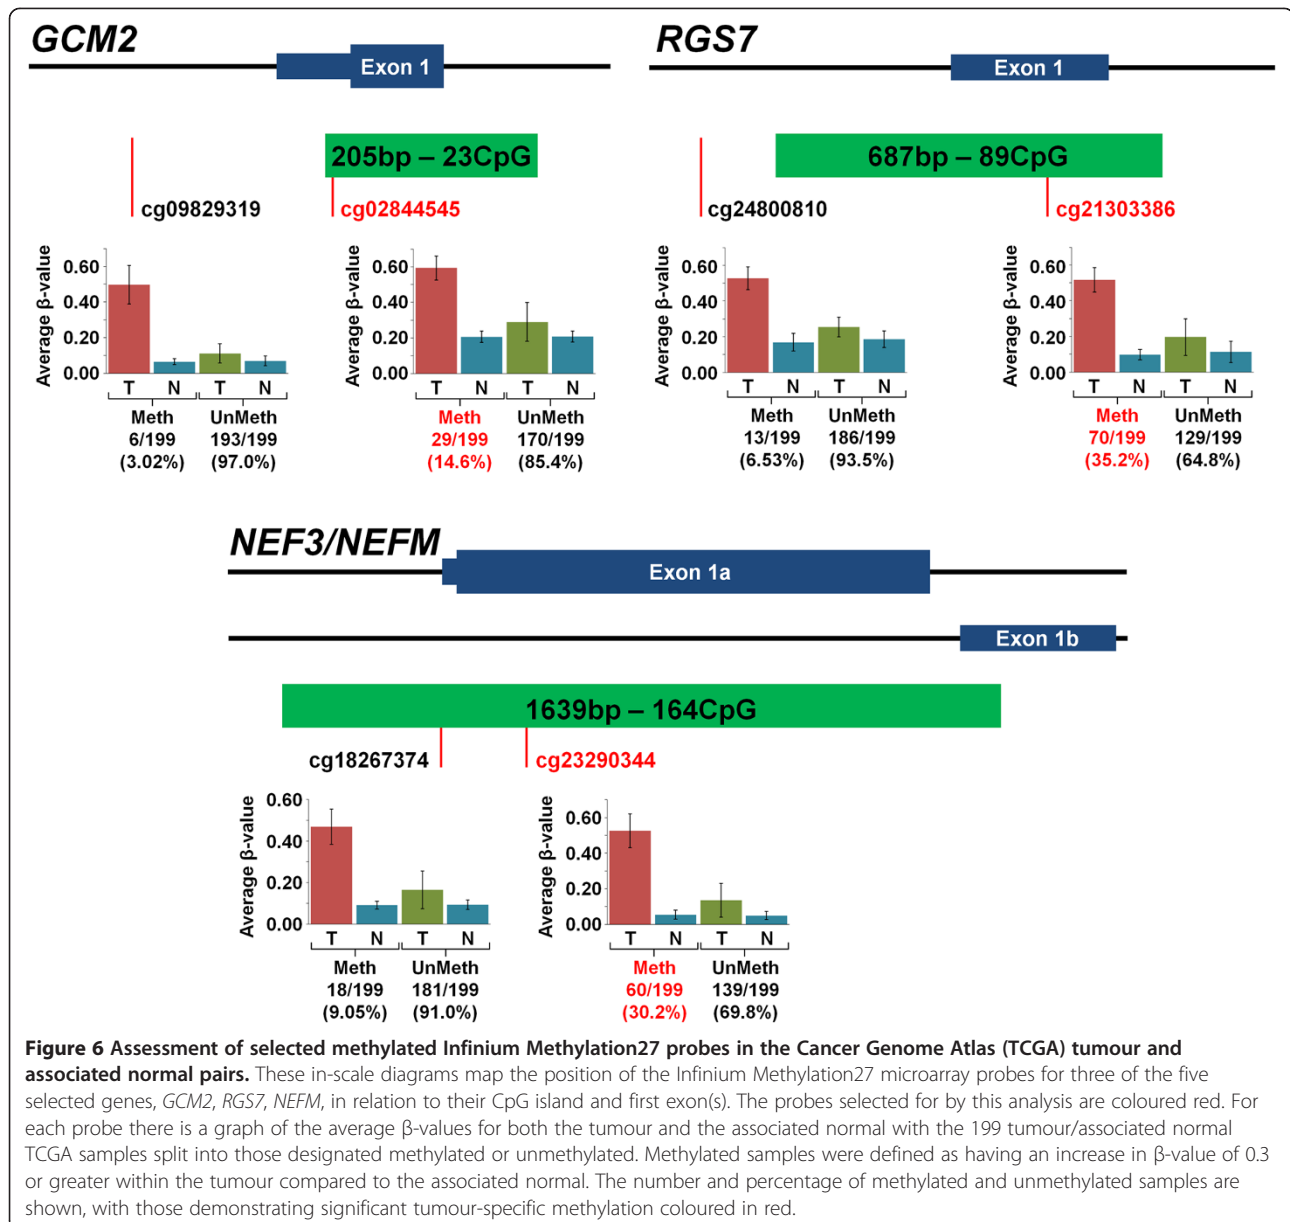 GCM2
Exon 1
205bp – 23CpG
cg09829319
cg02844545
Average β-value
0.60
0.40
0.20
0.00
T N T N
Meth UnMeth
6/199 193/199
(3.02%) (97.0%)
Average β-value
0.60
0.40
0.20
0.00
T N T N
Meth UnMeth
29/199 170/199
(14.6%) (85.4%)
RGS7
Exon 1
687bp – 89CpG
cg24800810
cg21303386
Average β-value
0.60
0.40
0.20
0.00
T N T N
Meth UnMeth
13/199 186/199
(6.53%) (93.5%)
Average β-value
0.60
0.40
0.20
0.00
T N T N
Meth UnMeth
70/199 129/199
(35.2%) (64.8%)
NEF3/NEFM
Exon 1a
Exon 1b
1639bp – 164CpG
cg18267374
cg23290344
Average β-value
0.60
0.40
0.20
0.00
T N T N
Meth UnMeth
18/199 181/199
(9.05%) (91.0%)
Average β-value
0.60
0.40
0.20
0.00
T N T N
Meth UnMeth
60/199 139/199
(30.2%) (69.8%)
Figure 6 Assessment of selected methylated Infinium Methylation27 probes in the Cancer Genome Atlas (TCGA) tumour and
associated normal pairs. These in-scale diagrams map the position of the Infinium Methylation27 microarray probes for three of the five
selected genes, GCM2, RGS7, NEFM, in relation to their CpG island and first exon(s). The probes selected for by this analysis are coloured red. For
each probe there is a graph of the average β-values for both the tumour and the associated normal with the 199 tumour/associated normal
TCGA samples split into those designated methylated or unmethylated. Methylated samples were defined as having an increase in β-value of 0.3
or greater within the tumour compared to the associated normal. The number and percentage of methylated and unmethylated samples are
shown, with those demonstrating significant tumour-specific methylation coloured in red.